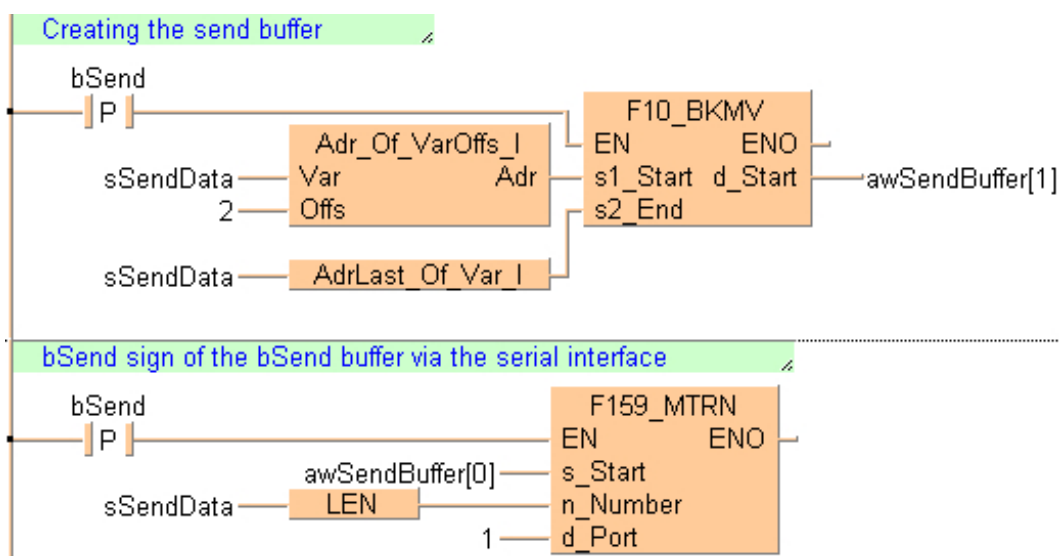 Creating the send buffer
bSend
P
F10_BKMV
Adr_Of_VarOffs_I
EN ENO
sSendData Var Adr s1_Start d_Start awSendBuffer[1]
2 Offs s2_End
sSendData AdrLast_Of_Var_I
bSend sign of the bSend buffer via the serial interface
bSend
F159_MTRN
P EN ENO
awSendBuffer[0] s_Start
sSendData LEN n_Number
1 d_Port